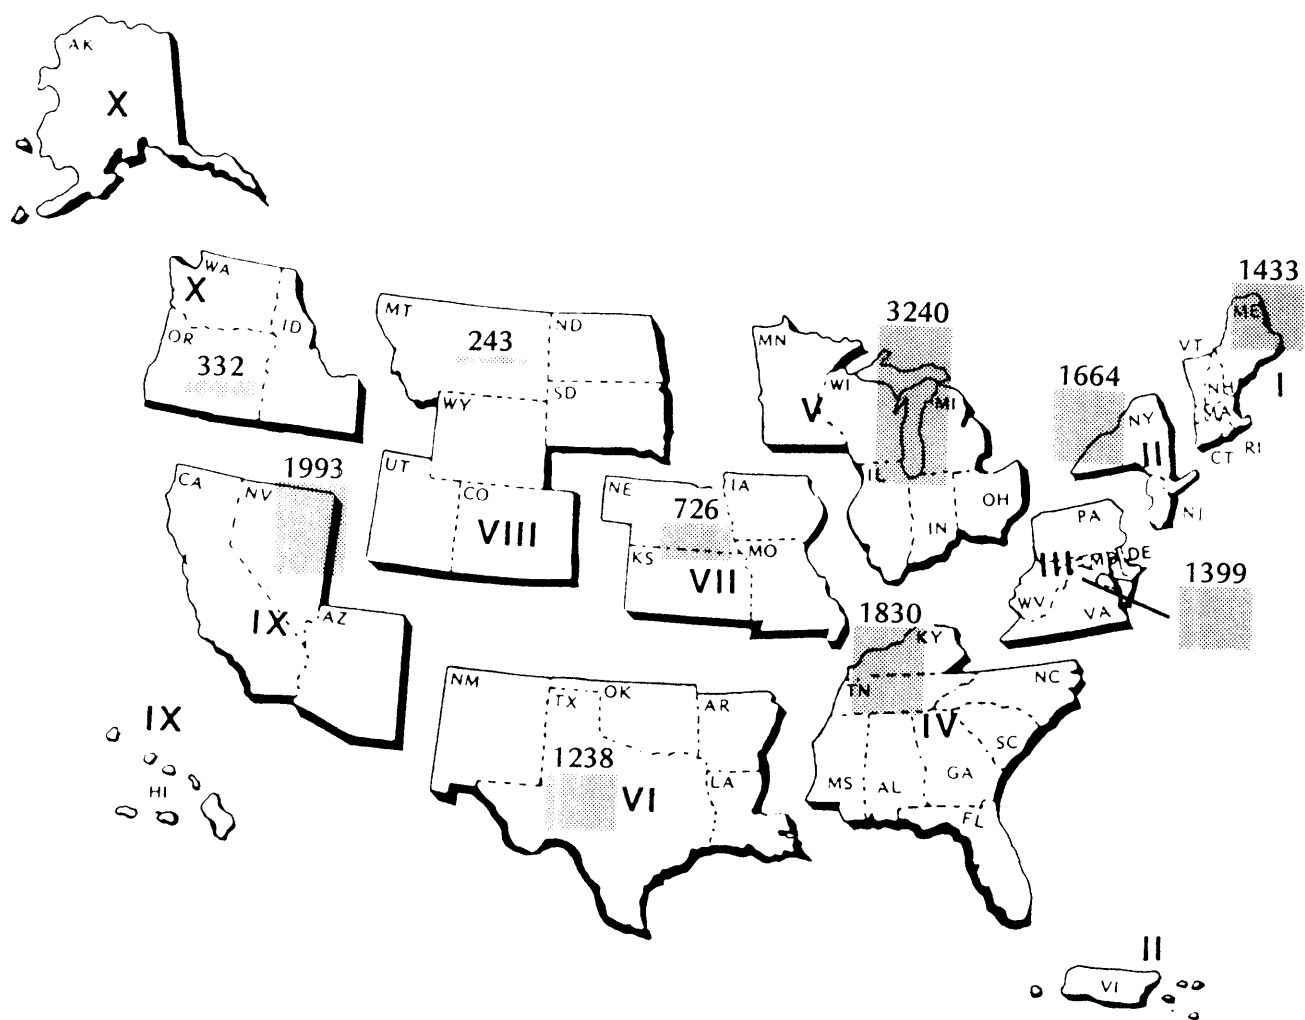 AK
X
WA
X
OR
ID
332
MT
ND
243
WY
SD
UT
CO
VIII
CA
NV
1993
IX
AZ
IX
HI
NE
IA
726
KS
MO
VII
NM
TX
OK
AR
1238
VI
LA
MN
WI
3240
V
MI
IL
IN
OH
1830
KY
TN
NC
IV
SC
MS
AL
GA
FL
1433
ME
VT
NH
MA
I
CT
RI
1664
NY
II
NJ
PA
III
MD
DE
WV
VA
1399
II
VI